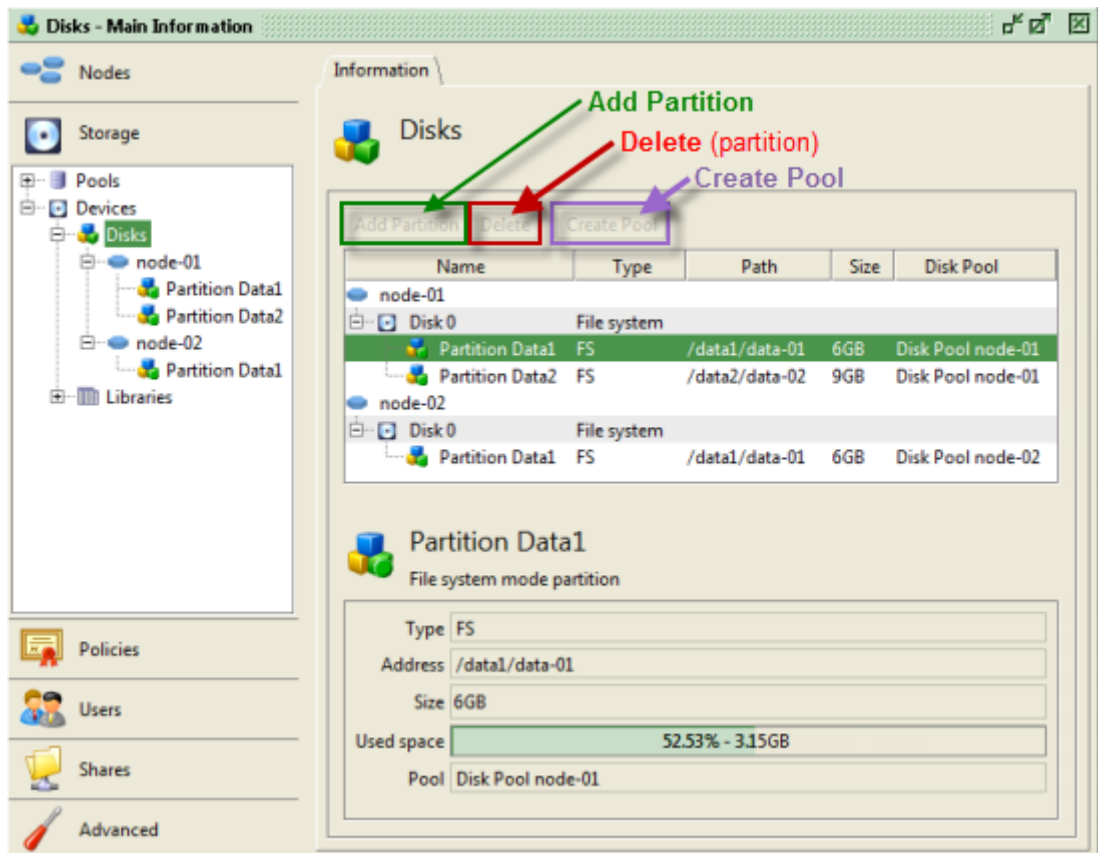 Disks - Main Information
Nodes
Storage
Pools
Devices
Disks
node-01
Partition Data1
Partition Data2
node-02
Partition Data1
Libraries
Policies
Users
Shares
Advanced
Information
Disks
Add Partition
Delete (partition)
Create Pool
Add Partition Delete Create Pool
Name Type Path Size Disk Pool
node-01
Disk 0 File system
Partition Data1 FS /data1/data-01 6GB Disk Pool node-01
Partition Data2 FS /data2/data-02 9GB Disk Pool node-01
node-02
Disk 0 File system
Partition Data1 FS /data1/data-01 6GB Disk Pool node-02
Partition Data1
File system mode partition
Type FS
Address /data1/data-01
Size 6GB
Used space 52.53% - 3.15GB
Pool Disk Pool node-01